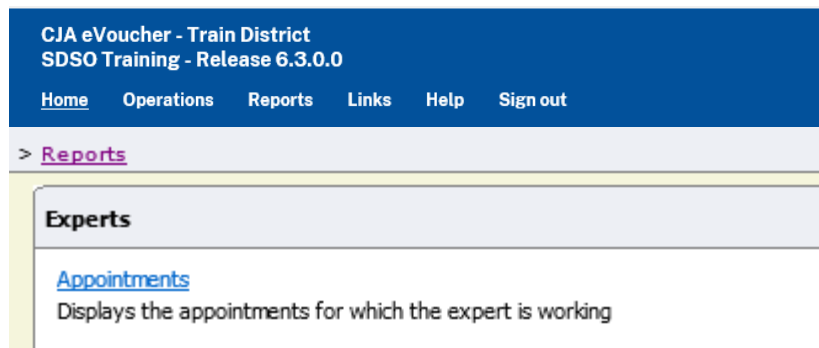 CJA eVoucher - Train District
SDSO Training - Release 6.3.0.0
Home Operations Reports Links Help Sign out
> Reports
Experts
Appointments
Displays the appointments for which the expert is working